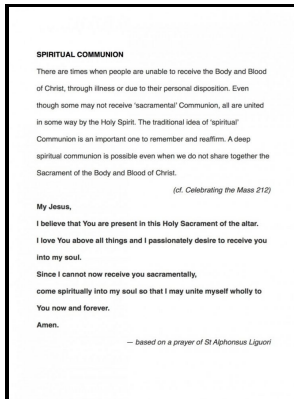 SPIRITUAL COMMUNION
There are times when people are unable to receive the Body and Blood
of Christ, through illness or due to their personal disposition. Even
though some may not receive ‘sacramental’ Communion, all are united
in some way by the Holy Spirit. The traditional idea of ‘spiritual’
Communion is an important one to remember and reaffirm. A deep
spiritual communion is possible even when we do not share together the
Sacrament of the Body and Blood of Christ.
(cf. Celebrating the Mass 212)
My Jesus,
I believe that You are present in this Holy Sacrament of the altar.
I love You above all things and I passionately desire to receive you
into my soul.
Since I cannot now receive you sacramentally,
come spiritually into my soul so that I may unite myself wholly to
You now and forever.
Amen.
— based on a prayer of St Alphonsus Liguori